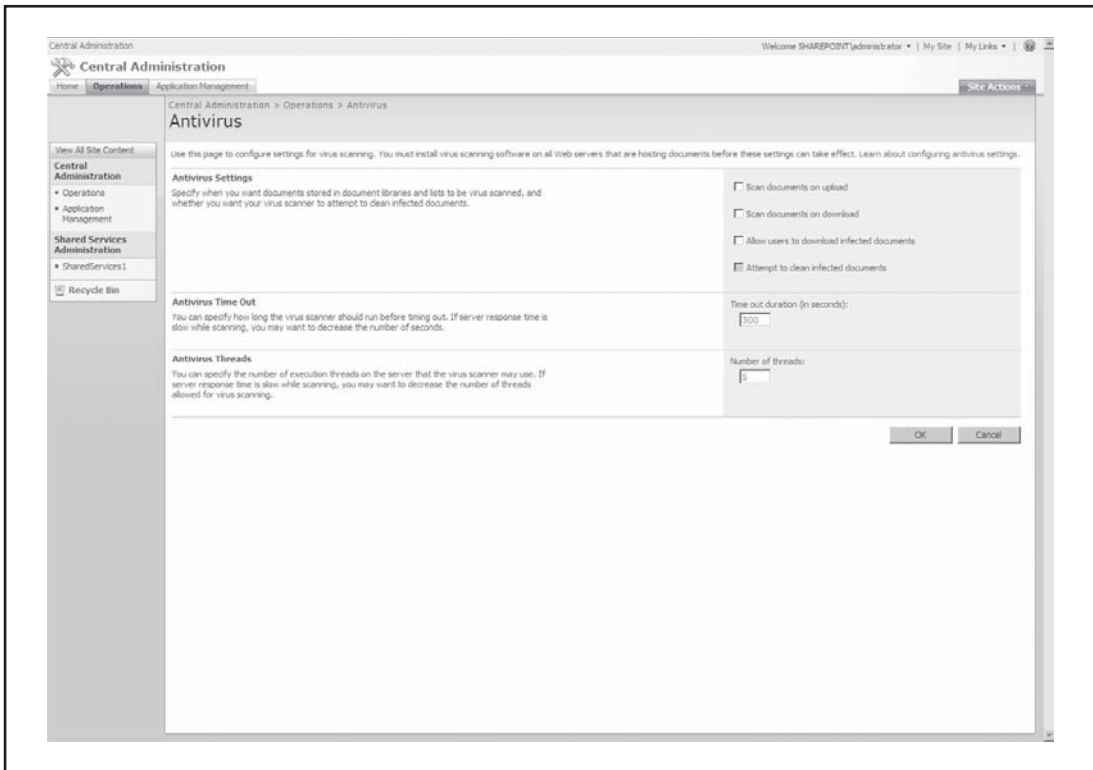 Central Administration
Welcome SHAREPOINT\administrator | My Site | My Links |
Central Administration
Home Operations Application Management
Site Actions
Central Administration > Operations > Antivirus
Antivirus
View All Site Content
Central
Administration
Operations
Application
Management
Shared Services
Administration
SharedServices1
Recycle Bin
Use this page to configure settings for virus scanning. You must install virus scanning software on all Web servers that are hosting documents before these settings can take effect. Learn about configuring antivirus settings.
Antivirus Settings
Specify when you want documents stored in document libraries and lists to be virus scanned, and
whether you want your virus scanner to attempt to clean infected documents.
Scan documents on upload
Scan documents on download
Allow users to download infected documents
Attempt to clean infected documents
Antivirus Time Out
You can specify how long the virus scanner should run before timing out. If server response time is
slow while scanning, you may want to decrease the number of seconds.
Time out duration (in seconds):
300
Antivirus Threads
You can specify the number of execution threads on the server that the virus scanner may use. If
server response time is slow while scanning, you may want to decrease the number of threads
allowed for virus scanning.
Number of threads:
5
OK Cancel